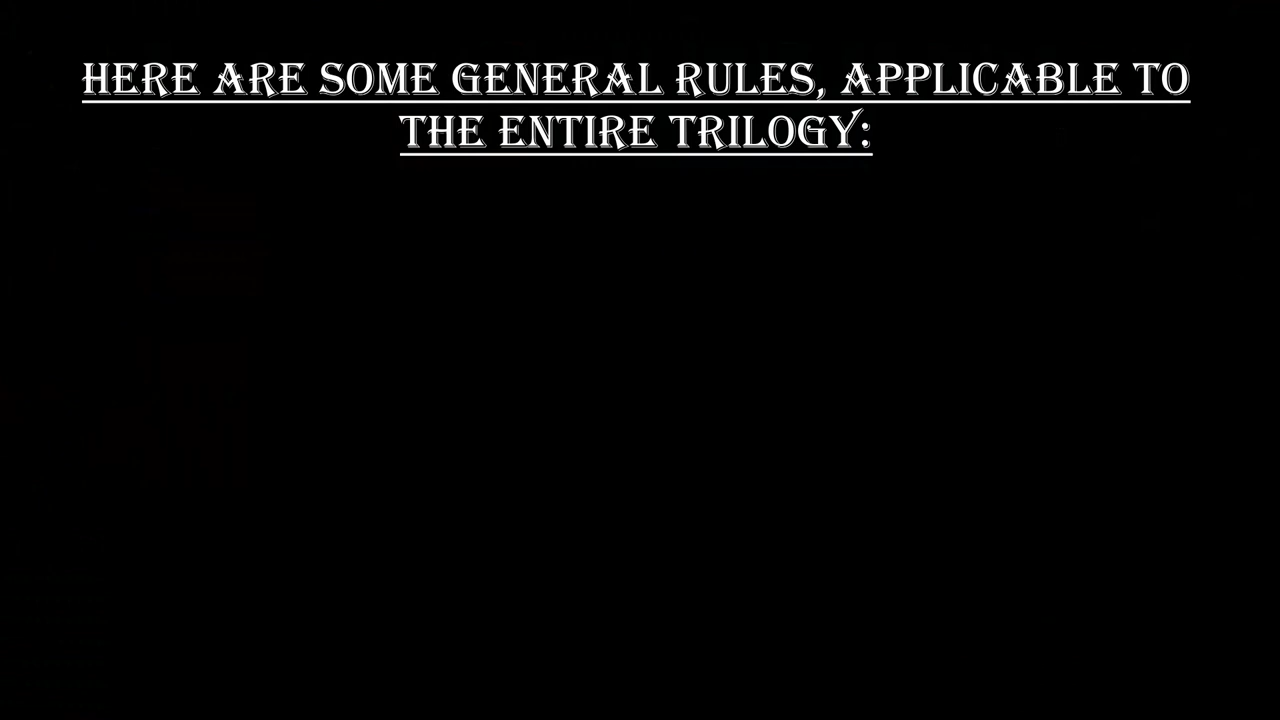 HERE ARE SOME GENERAL RULES, APPLICABLE TO
THE ENTIRE TRILOGY: